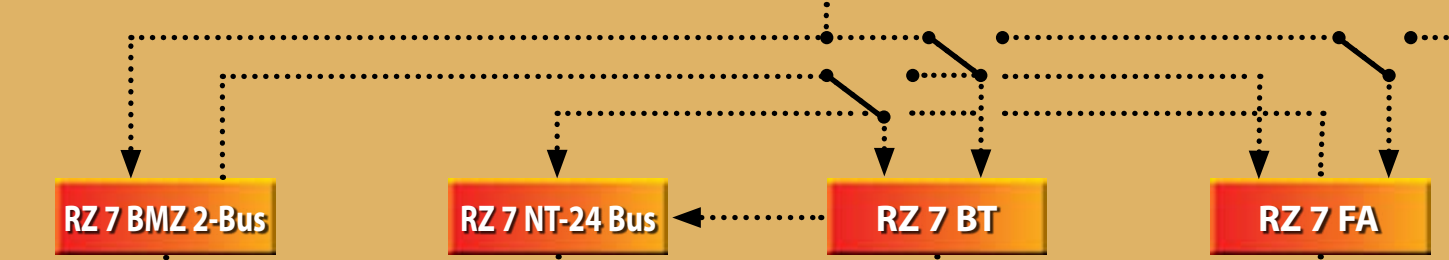 RZ 7 BMZ 2-Bus
RZ 7 NT-24 Bus
RZ 7 BT
RZ 7 FA